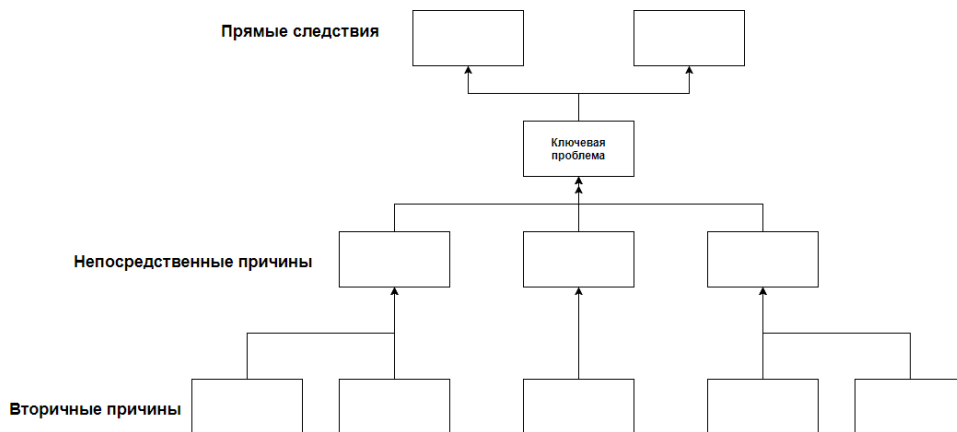 Прямые следствия
Ключевая
проблема
Непосредственные причины
Вторичные причины